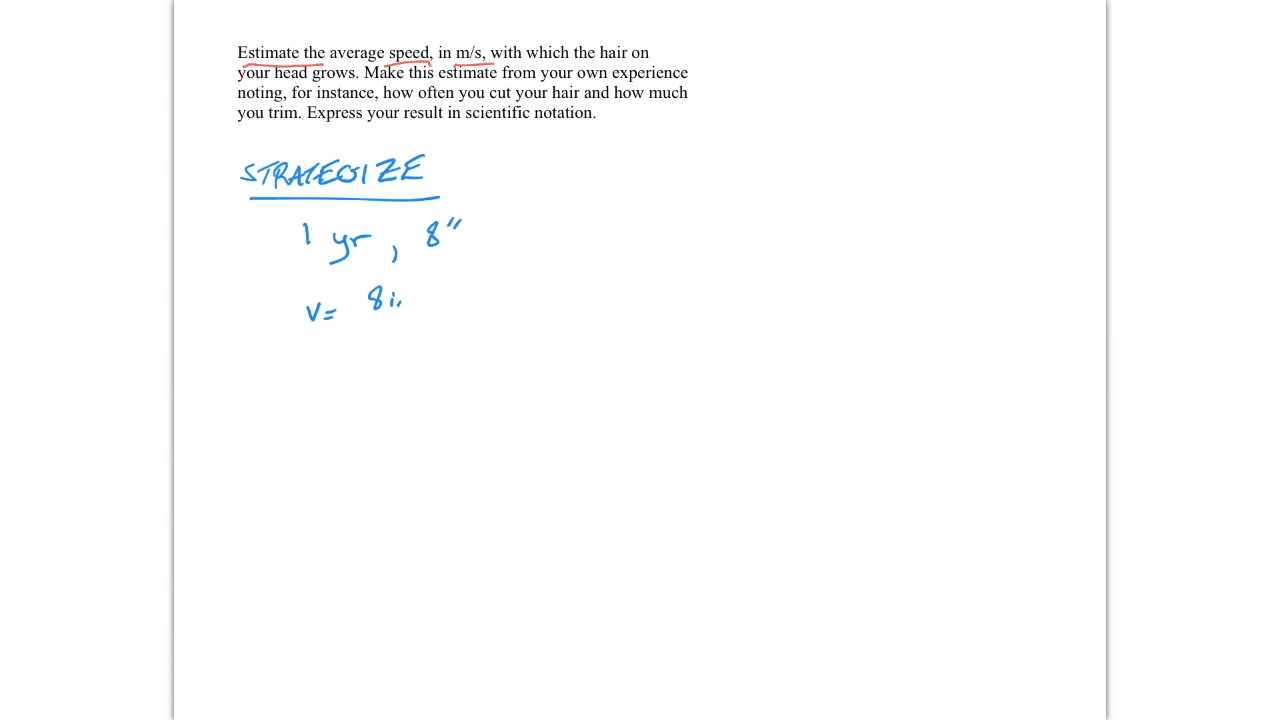 Estimate the average speed, in m/s, with which the hair on
your head grows. Make this estimate from your own experience
noting, for instance, how often you cut your hair and how much
you trim. Express your result in scientific notation.
STRATEGIZE
1 yr, 8"
v= 8 in